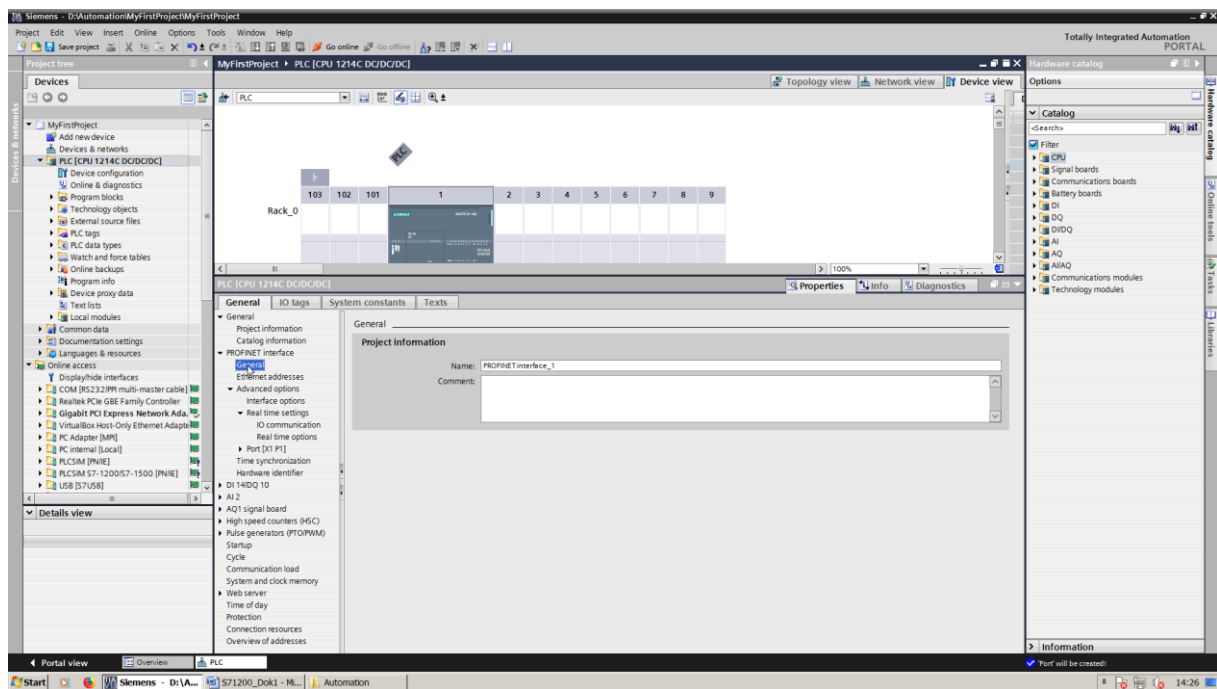 Siemens - D:\Automation\MyFirstProject\MyFirstProject
Project Edit View Insert Online Options Tools Window Help
Save project Go online Go offline
Totally Integrated Automation
PORTAL
Project tree
MyFirstProject ▸ PLC [CPU 1214C DC/DC/DC]
Hardware catalog
Devices
Topology view Network view Device view
Options
PLC
Catalog
<Search>
Filter
MyFirstProject
Add new device
Devices & networks
PLC [CPU 1214C DC/DC/DC]
Device configuration
Online & diagnostics
Program blocks
Technology objects
External source files
PLC tags
PLC data types
Watch and force tables
Online backups
Program info
Device proxy data
Text lists
Local modules
Common data
Documentation settings
Languages & resources
Online access
Display/hide interfaces
COM [RS232/PPI multi-master cable]
Realtek PCIe GBE Family Controller
Gigabit PCI Express Network Ada.
VirtualBox Host-Only Ethernet Adapte
PC Adapter [MPI]
PC internal [Local]
PLCSIM [PN/IE]
PLCSIM S7-1200/S7-1500 [PN/IE]
USB [S7USB]
Details view
Devices & networks
PLC
103 102 101 1 2 3 4 5 6 7 8 9
Rack_0
SIEMENS
100%
CPU
Signal boards
Communications boards
Battery boards
DI
DQ
DI/DQ
AI
AQ
AI/AQ
Communications modules
Technology modules
Hardware catalog
Online tools
Tasks
Libraries
PLC [CPU 1214C DC/DC/DC]
Properties Info Diagnostics
General IO tags System constants Texts
General
Project information
Catalog information
PROFINET interface
General
Ethernet addresses
Advanced options
Interface options
Real time settings
IO communication
Real time options
Port [X1 P1]
Time synchronization
Hardware identifier
DI 14/DQ 10
AI 2
AQ1 signal board
High speed counters (HSC)
Pulse generators (PTO/PWM)
Startup
Cycle
Communication load
System and clock memory
Web server
Time of day
Protection
Connection resources
Overview of addresses
General
Project information
Name: PROFINET interface_1
Comment:
Information
Portal view Overview PLC
'Port' will be created!
Start Siemens - D:\A... S71200_Dok1 - Mi... Automation 14:26